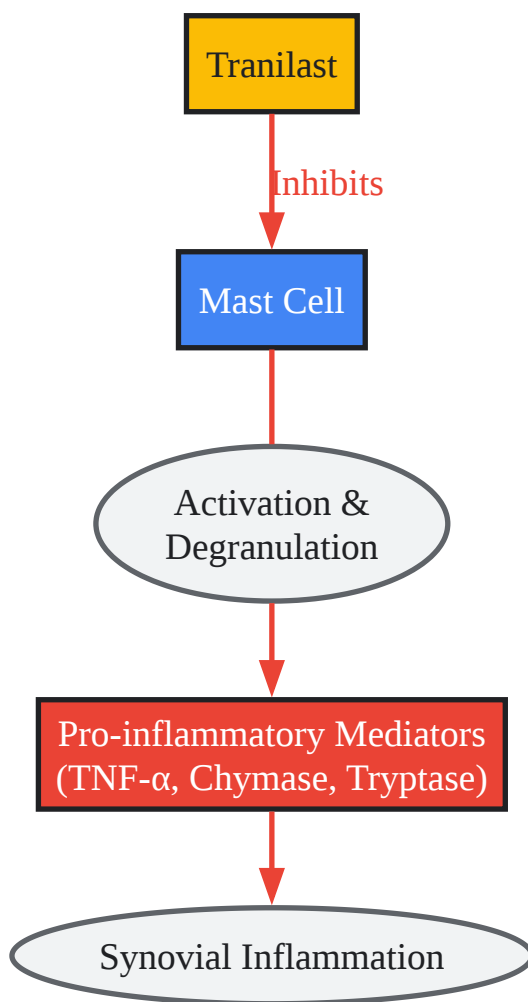 Tranilast
Inhibits
Mast Cell
Activation &
Degranulation
Pro-inflammatory Mediators
(TNF-α, Chymase, Tryptase)
Synovial Inflammation